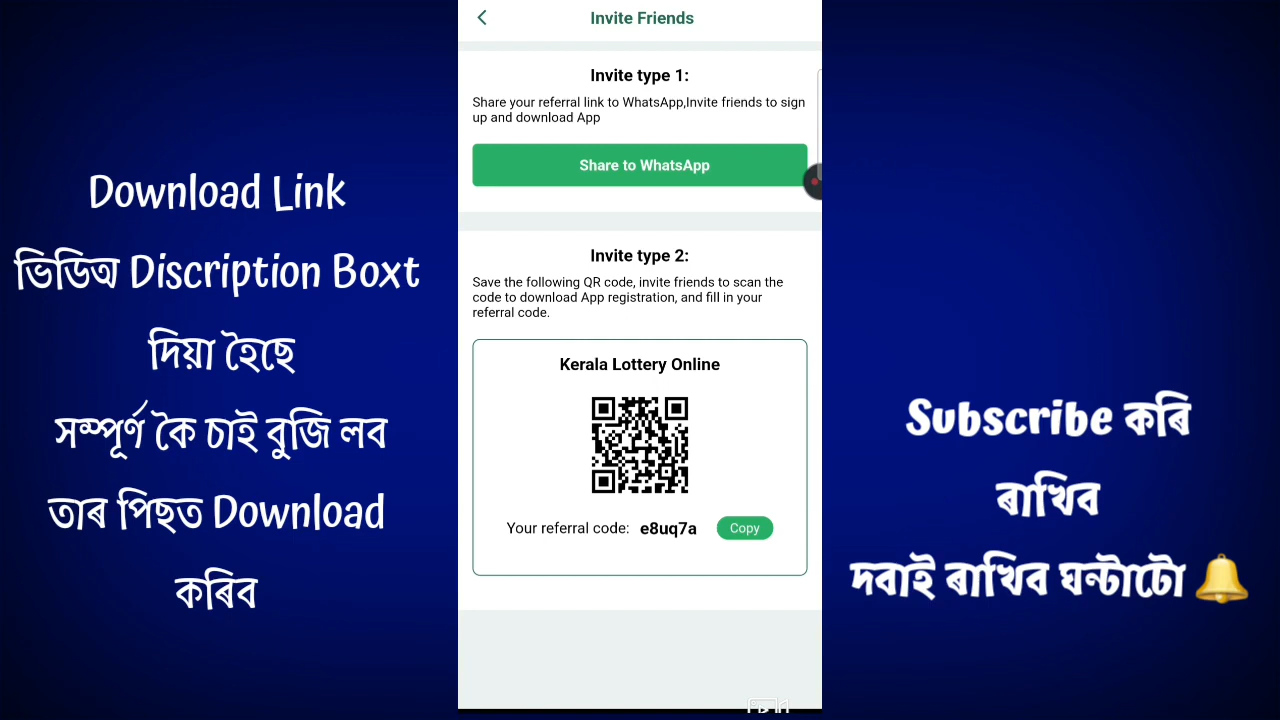 Download Link
ভিডিঅ Discription Boxt
দিয়া হৈছে
সম্পূৰ্ণ কৈ চাই বুজি লব
তাৰ পিছত Download
কৰিব
Invite Friends
Invite type 1:
Share your referral link to WhatsApp,Invite friends to sign
up and download App
Share to WhatsApp
Invite type 2:
Save the following QR code, invite friends to scan the
code to download App registration, and fill in your
referral code.
Kerala Lottery Online
Your referral code: e8uq7a Copy
Subscribe কৰি
ৰাখিব
দবাই ৰাখিব ঘন্টাটো 🔔